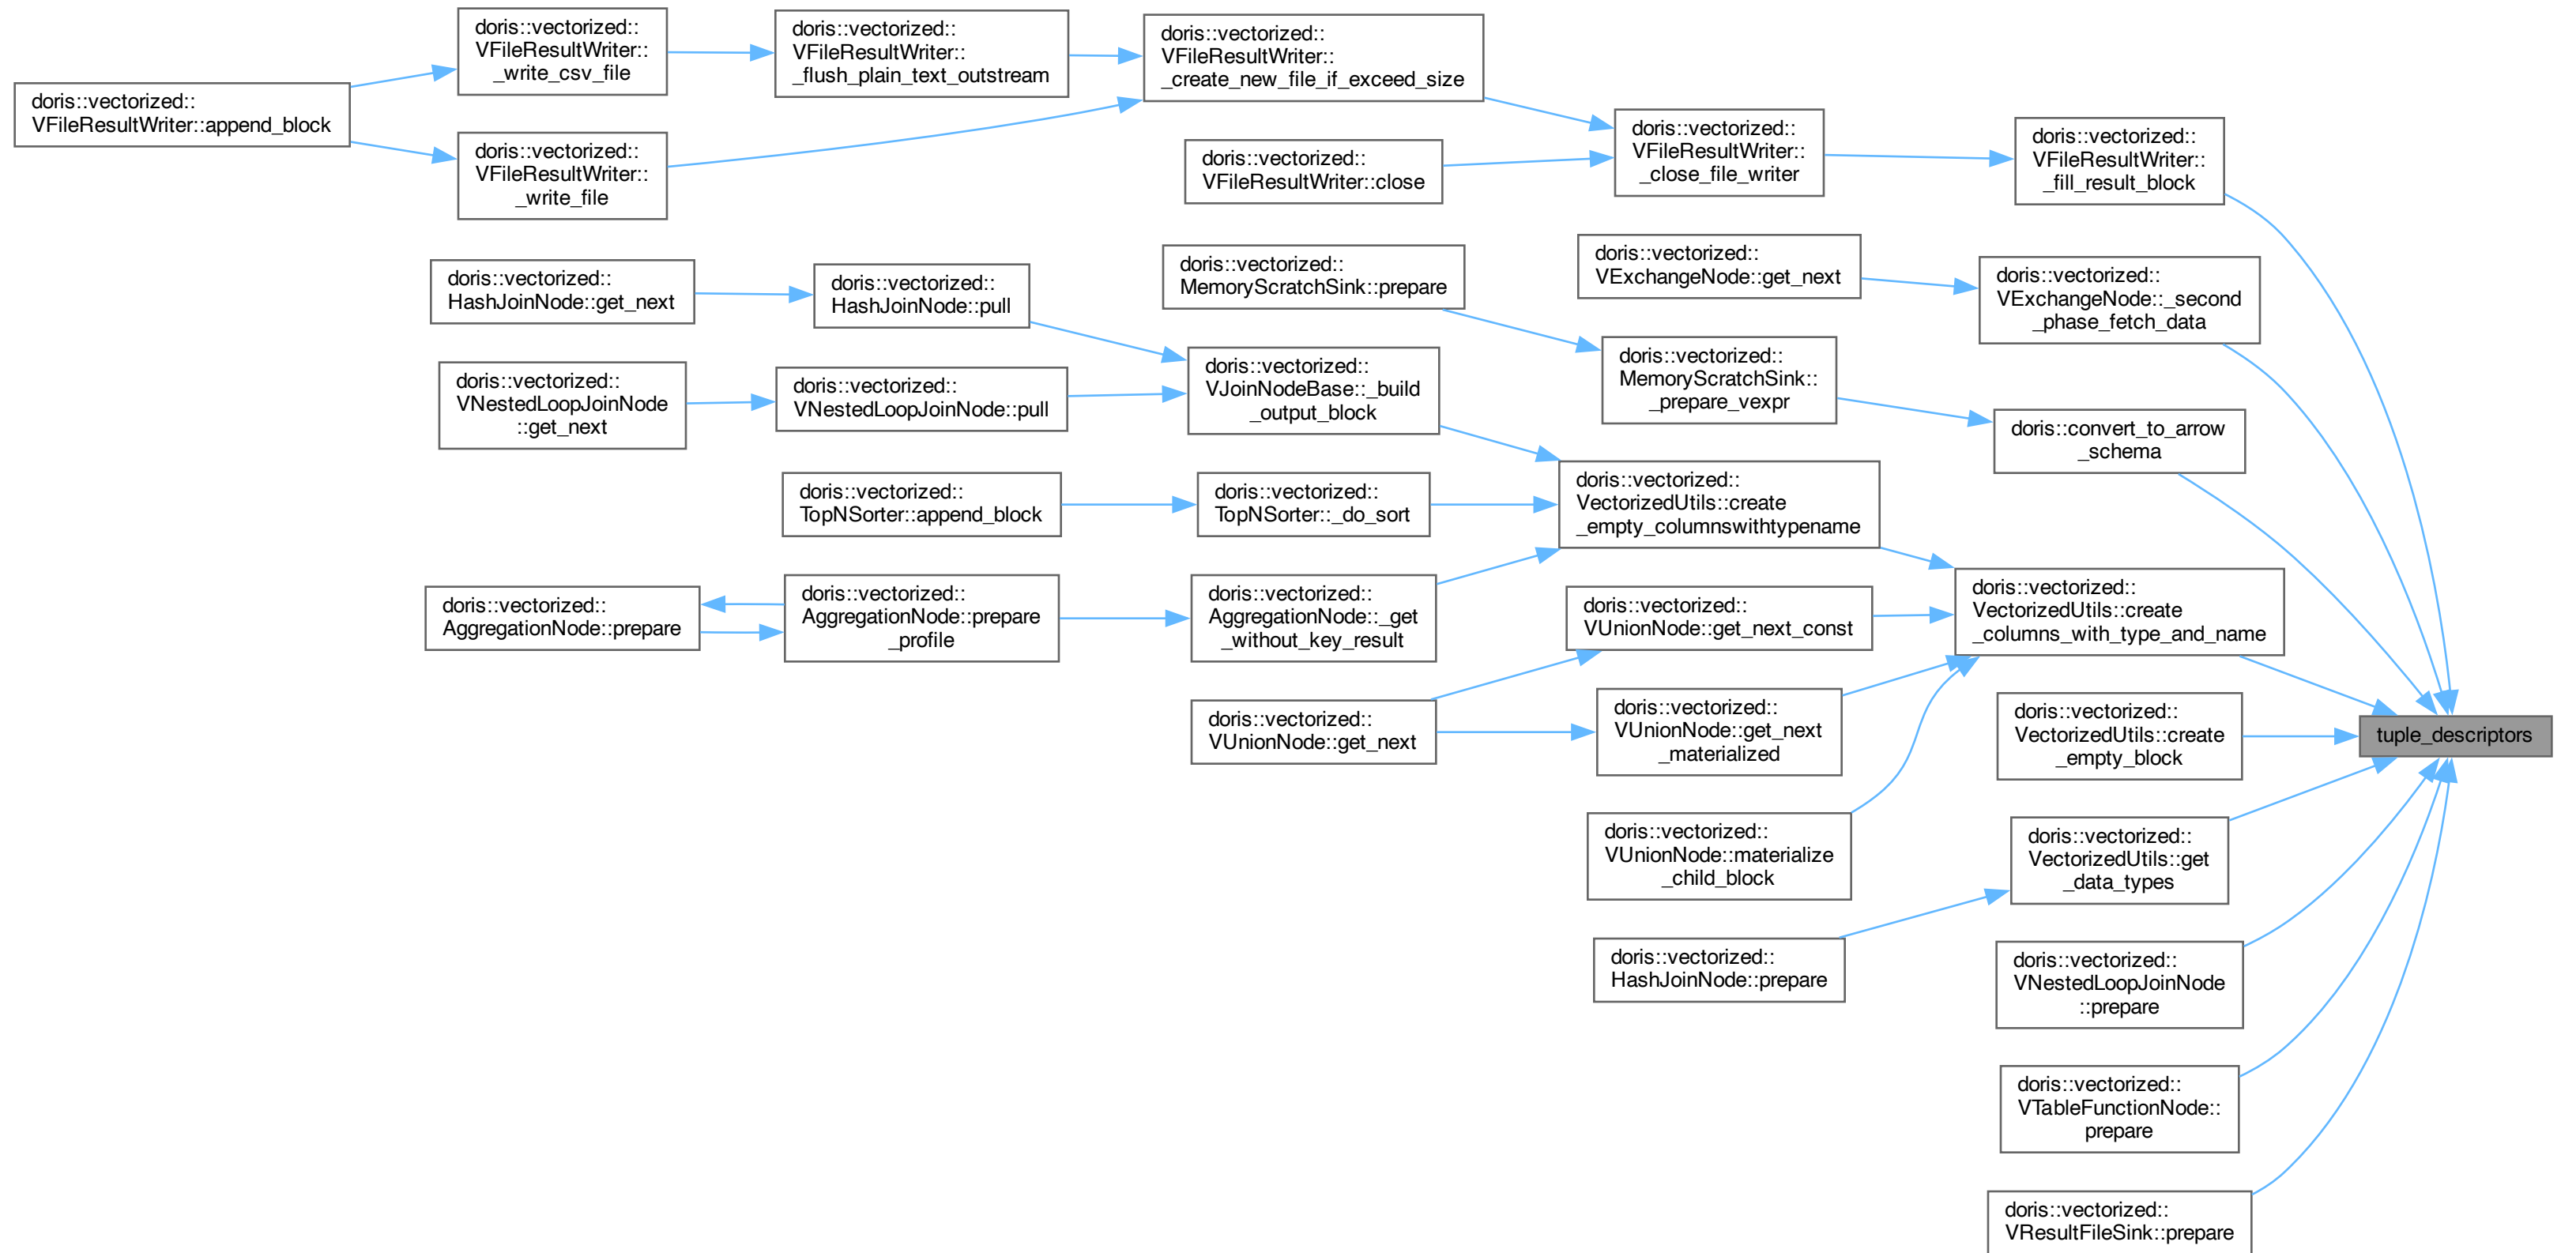 doris::vectorized::
VFileResultWriter::append_block
doris::vectorized::
VFileResultWriter::
_write_csv_file
doris::vectorized::
VFileResultWriter::
_write_file
doris::vectorized::
VFileResultWriter::
_flush_plain_text_outstream
doris::vectorized::
VFileResultWriter::
_create_new_file_if_exceed_size
doris::vectorized::
VFileResultWriter::close
doris::vectorized::
VFileResultWriter::
_close_file_writer
doris::vectorized::
VFileResultWriter::
_fill_result_block
doris::vectorized::
HashJoinNode::get_next
doris::vectorized::
HashJoinNode::pull
doris::vectorized::
MemoryScratchSink::prepare
doris::vectorized::
VExchangeNode::get_next
doris::vectorized::
VExchangeNode::_second
_phase_fetch_data
doris::vectorized::
VNestedLoopJoinNode
::get_next
doris::vectorized::
VNestedLoopJoinNode::pull
doris::vectorized::
VJoinNodeBase::_build
_output_block
doris::vectorized::
MemoryScratchSink::
_prepare_vexpr
doris::convert_to_arrow
_schema
doris::vectorized::
TopNSorter::append_block
doris::vectorized::
TopNSorter::_do_sort
doris::vectorized::
VectorizedUtils::create
_empty_columnswithtypename
doris::vectorized::
AggregationNode::prepare
doris::vectorized::
AggregationNode::prepare
_profile
doris::vectorized::
AggregationNode::_get
_without_key_result
doris::vectorized::
VUnionNode::get_next_const
doris::vectorized::
VectorizedUtils::create
_columns_with_type_and_name
doris::vectorized::
VUnionNode::get_next
doris::vectorized::
VUnionNode::get_next
_materialized
doris::vectorized::
VectorizedUtils::create
_empty_block
tuple_descriptors
doris::vectorized::
VUnionNode::materialize
_child_block
doris::vectorized::
VectorizedUtils::get
_data_types
doris::vectorized::
HashJoinNode::prepare
doris::vectorized::
VNestedLoopJoinNode
::prepare
doris::vectorized::
VTableFunctionNode::
prepare
doris::vectorized::
VResultFileSink::prepare